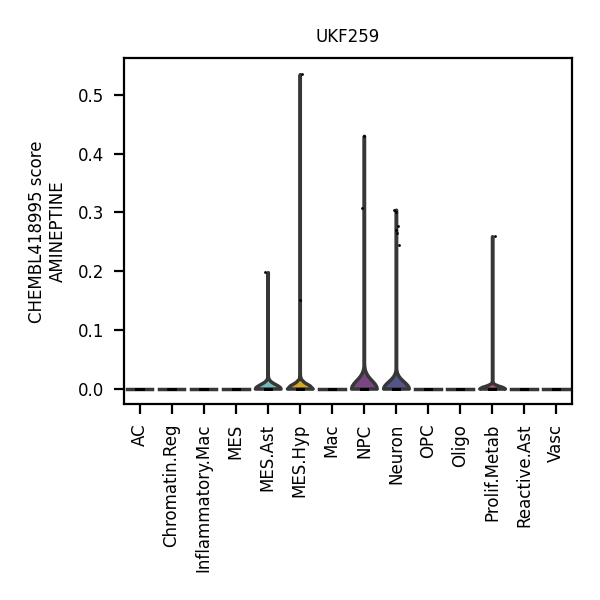 UKF259
CHEMBL418995 score
AMINEPTINE
0.5
0.4
0.3
0.2
0.1
0.0
AC
Chromatin.Reg
Inflammatory.Mac
MES
MES.Ast
MES.Hyp
Mac
NPC
Neuron
OPC
Oligo
Prolif.Metab
Reactive.Ast
Vasc